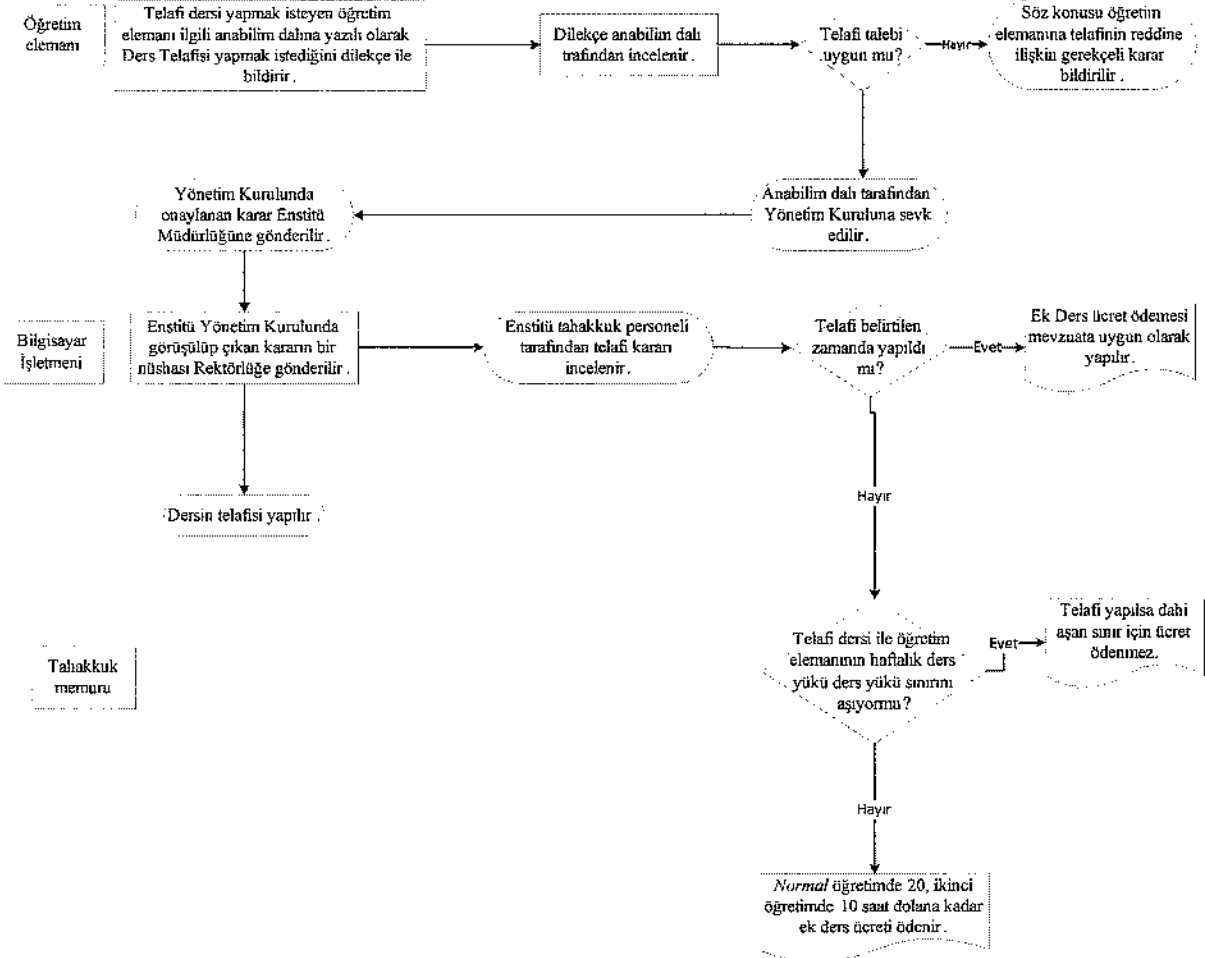 Öğretim
elemanı
Telafi dersi yapmak isteyen öğretim
elemanı ilgili anabilim dalına yazılı olarak
Ders Telafisi yapmak istediğini dilekçe ile
bildirir.
Dilekçe anabilim dalı
trafından incelenir.
Telafi talebi
uygun mu?
Hayır
Söz konusu öğretim
elemanına telafinin reddine
ilişkin gerekçeli karar
bildirilir.
Yönetim Kurulunda
onaylanan karar Enstitü
Müdürlüğüne gönderilir.
Anabilim dalı tarafından
Yönetim Kuruluna sevk
edilir.
Bilgisayar
İşletmeni
Enstitü Yönetim Kurulunda
görüşülüp çıkan kararın bir
nüshası Rektörlüğe gönderilir.
Enstitü tahakkuk personeli
tarafından telafi kararı
incelenir.
Telafi belirtilen
zamanda yapıldı
mı?
Evet
Ek Ders ücret ödemesi
mevzuata uygun olarak
yapılır.
Hayır
Dersin telafisi yapılır.
Tahakkuk
memuru
Telafi dersi ile öğretim
elemanının haftalık ders
yükü ders yükü sınırını
aşıyormu?
Evet
Telafi yapılsa dahi
aşan sınır için ücret
ödenmez.
Hayır
Normal öğretimde 20, ikinci
öğretimde 10 saat dolana kadar
ek ders ücreti ödenir.